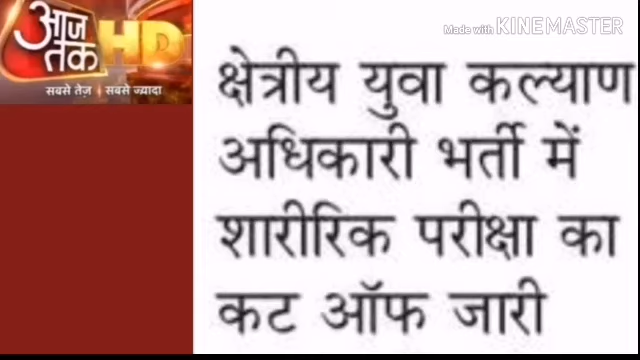 आज
तक HD
सबसे तेज़ सबसे ज़्यादा
Made with KINEMASTER
क्षेत्रीय युवा कल्याण
अधिकारी भर्ती में
शारीरिक परीक्षा का
कट ऑफ जारी